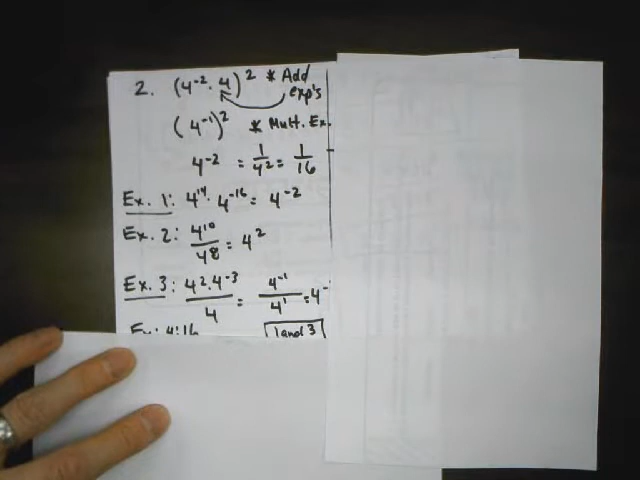 2. (4⁻²·4)² * Add
exp's
(4⁻¹)² * Mult. Ex.
4⁻² = 1/4² = 1/16
Ex. 1: 4¹⁴·4⁻¹⁶ = 4⁻²
Ex. 2: 4¹⁰/4⁸ = 4²
Ex. 3: 4²·4⁻³/4 = 4⁻¹/4¹ = 4⁻
1 and 3